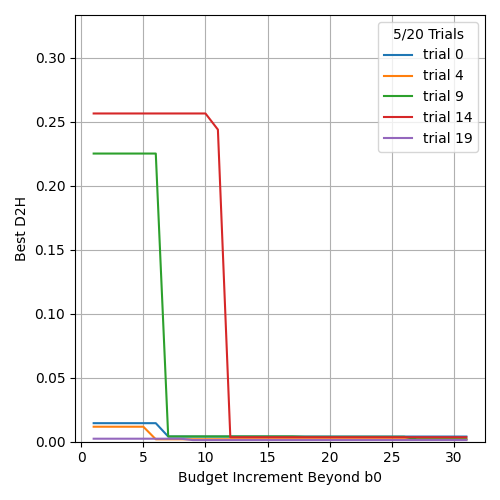 5/20 Trials
trial 0
trial 4
trial 9
trial 14
trial 19
Best D2H
0.30
0.25
0.20
0.15
0.10
0.05
0.00
0 5 10 15 20 25 30
Budget Increment Beyond b0